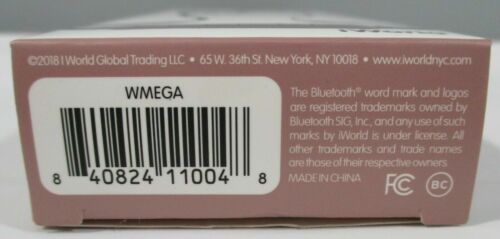 ©2018 I World Global Trading LLC • 65 W. 36th St. New York, NY 10018 • www.iworldnyc.com
WMEGA
8 40824 11004 8
The Bluetooth® word mark and logos
are registered trademarks owned by
Bluetooth SIG, Inc., and any use of such
marks by iWorld is under license. All
other trademarks and trade names
are those of their respective owners.
MADE IN CHINA
FC BC